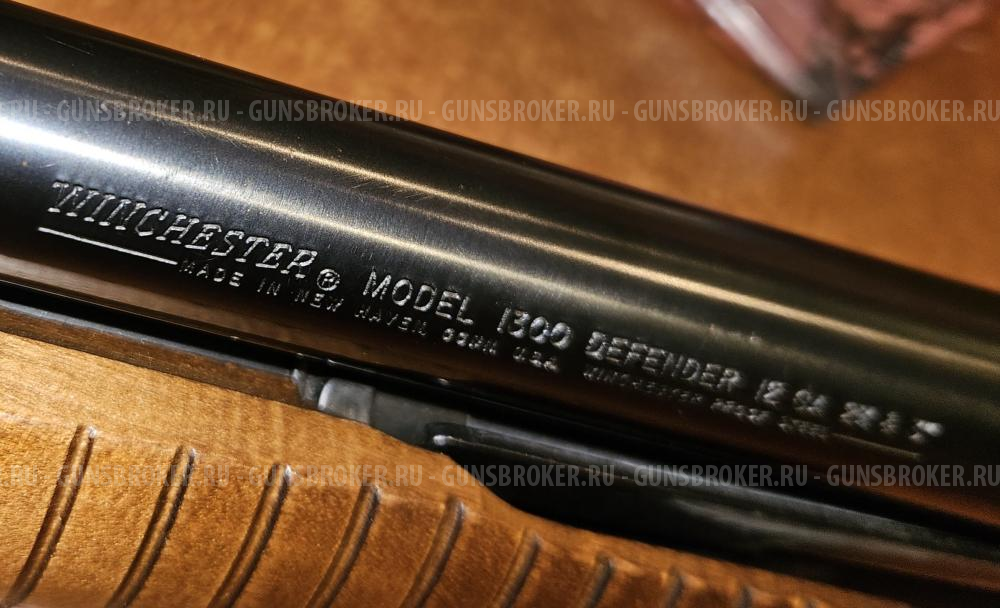 RU - GUNSBROKER.RU - GUNSBROKER.RU - GUNSBROKER.RU - GUNSBROKER.RU - GUNSBROKER.RU -
WINCHESTER® MODEL 1300 DEFENDER 12 GA
MADE IN NEW HAVEN CONN U.S.A. WINCHESTER
RU - GUNSBROKER.RU - GUNSBROKER.RU - GUNSBROKER.RU - GUNSBROKER.RU - GUNSBROKER.RU -